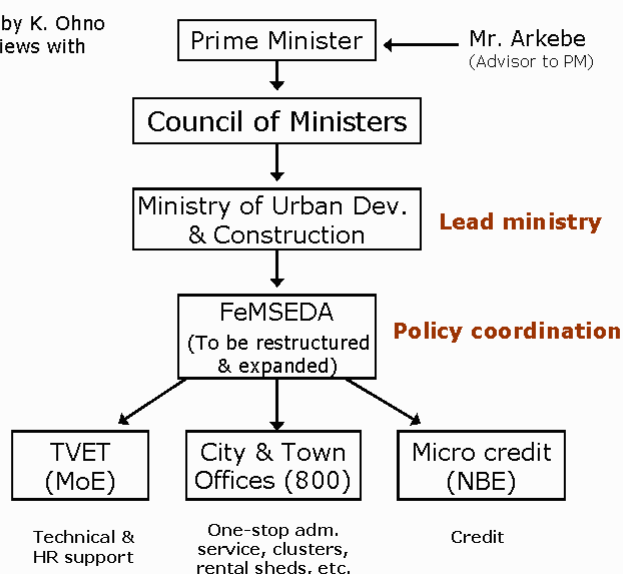 by K. Ohno
iews with
Prime Minister
Mr. Arkebe
(Advisor to PM)
Council of Ministers
Ministry of Urban Dev.
& Construction
Lead ministry
FeMSEDA
(To be restructured
& expanded)
Policy coordination
TVET
(MoE)
City & Town
Offices (800)
Micro credit
(NBE)
Technical &
HR support
One-stop adm.
service, clusters,
rental sheds, etc.
Credit